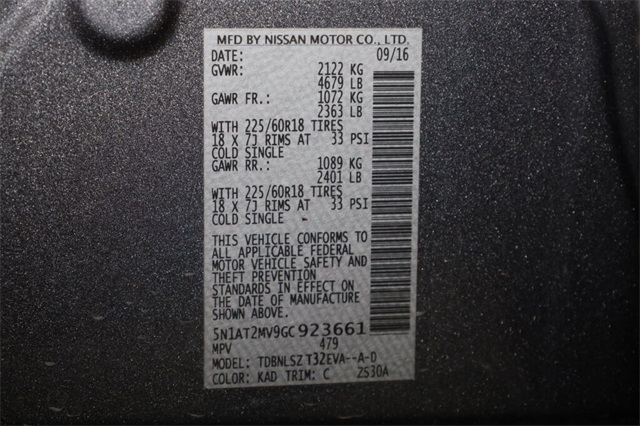 MFD BY NISSAN MOTOR CO., LTD.
DATE: 09/16
GVWR: 2122 KG
4679 LB
GAWR FR.: 1072 KG
2363 LB
WITH 225/60R18 TIRES
18 X 7J RIMS AT 33 PSI
COLD SINGLE
GAWR RR.: 1089 KG
2401 LB
WITH 225/60R18 TIRES
18 X 7J RIMS AT 33 PSI
COLD SINGLE
THIS VEHICLE CONFORMS TO
ALL APPLICABLE FEDERAL
MOTOR VEHICLE SAFETY AND
THEFT PREVENTION
STANDARDS IN EFFECT ON
THE DATE OF MANUFACTURE
SHOWN ABOVE.
5N1AT2MV9GC923661
MPV 479
MODEL: TDBNLSZ T32EVA--A-D
COLOR: KAD TRIM: C 2S30A